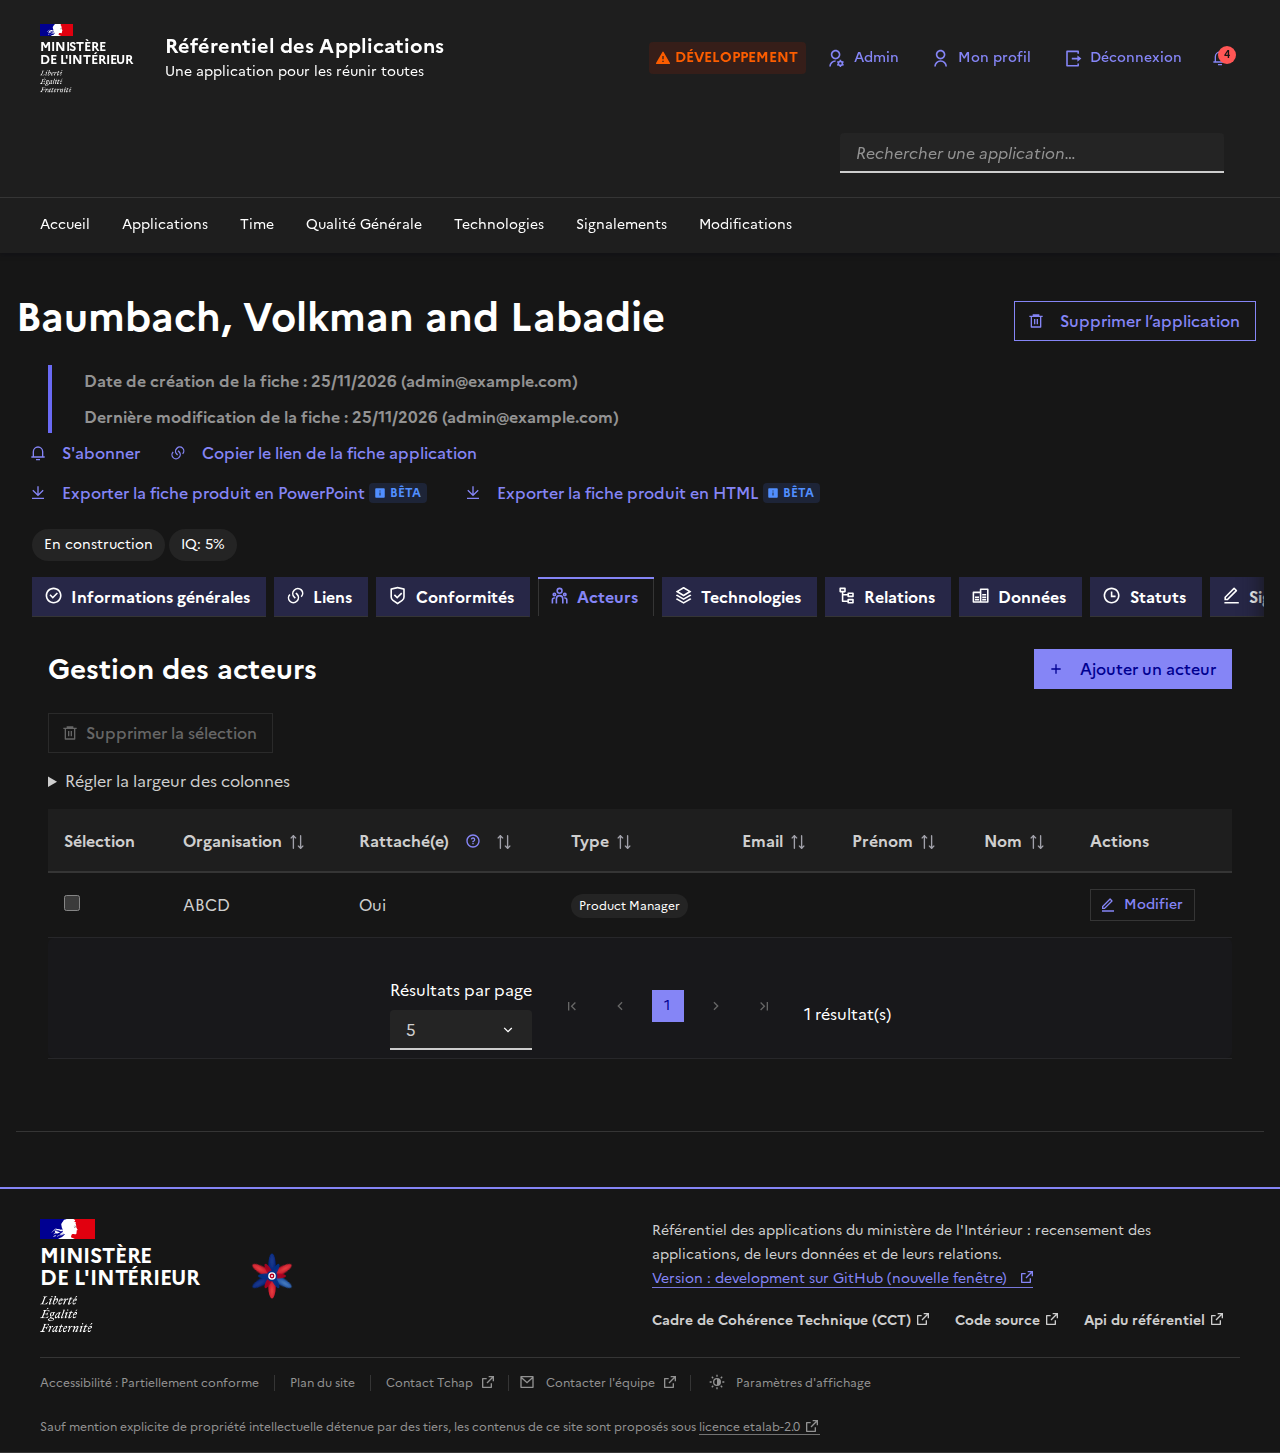 MINISTÈRE
DE L'INTÉRIEUR
Liberté
Égalité
Fraternité
Référentiel des Applications
Une application pour les réunir toutes
DÉVELOPPEMENT
Admin
Mon profil
Déconnexion
4
Rechercher une application...
Accueil
Applications
Time
Qualité Générale
Technologies
Signalements
Modifications
Baumbach, Volkman and Labadie
Supprimer l’application
Date de création de la fiche : 25/11/2026 (admin@example.com)
Dernière modification de la fiche : 25/11/2026 (admin@example.com)
S'abonner
Copier le lien de la fiche application
Exporter la fiche produit en PowerPoint BÊTA
Exporter la fiche produit en HTML BÊTA
En construction
IQ: 5%
Informations générales
Liens
Conformités
Acteurs
Technologies
Relations
Données
Statuts
Gestion des acteurs
Ajouter un acteur
Supprimer la sélection
Régler la largeur des colonnes
Sélection
Organisation
Rattaché(e)
Type
Email
Prénom
Nom
Actions
ABCD
Oui
Product Manager
Modifier
Résultats par page
5
1
1 résultat(s)
MINISTÈRE
DE L'INTÉRIEUR
Liberté
Égalité
Fraternité
Référentiel des applications du ministère de l'Intérieur : recensement des
applications, de leurs données et de leurs relations.
Version : development sur GitHub (nouvelle fenêtre)
Cadre de Cohérence Technique (CCT)
Code source
Api du référentiel
Accessibilité : Partiellement conforme
Plan du site
Contact Tchap
Contacter l'équipe
Paramètres d'affichage
Sauf mention explicite de propriété intellectuelle détenue par des tiers, les contenus de ce site sont proposés sous licence etalab-2.0